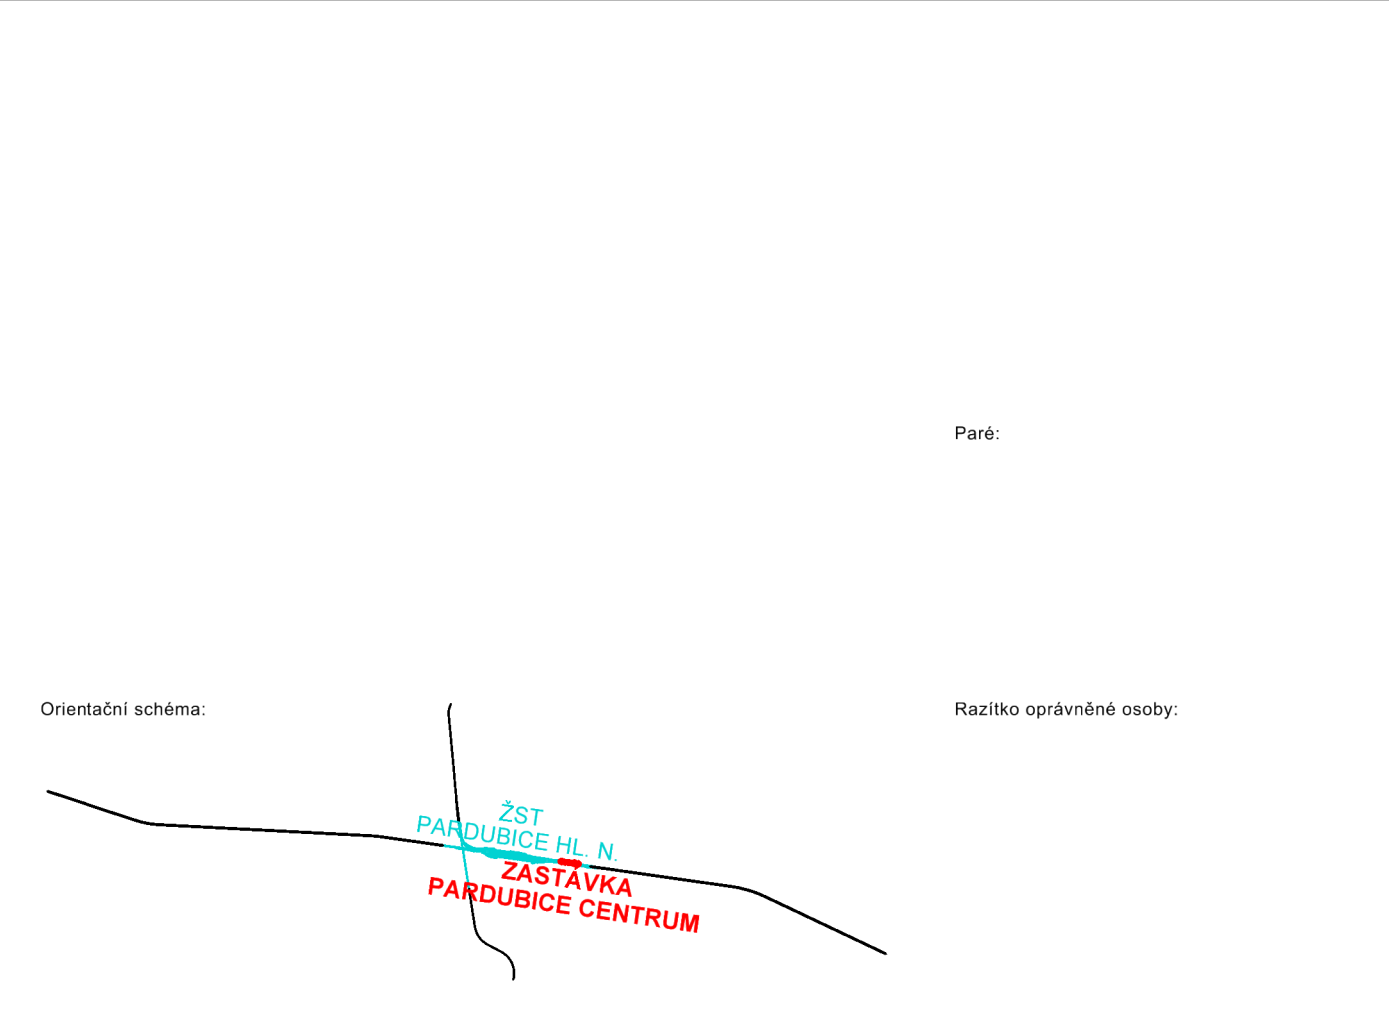 Paré:
Orientační schéma:
Razítko oprávněné osoby:
ŽST
PARDUBICE HL. N.
ZASTÁVKA
PARDUBICE CENTRUM